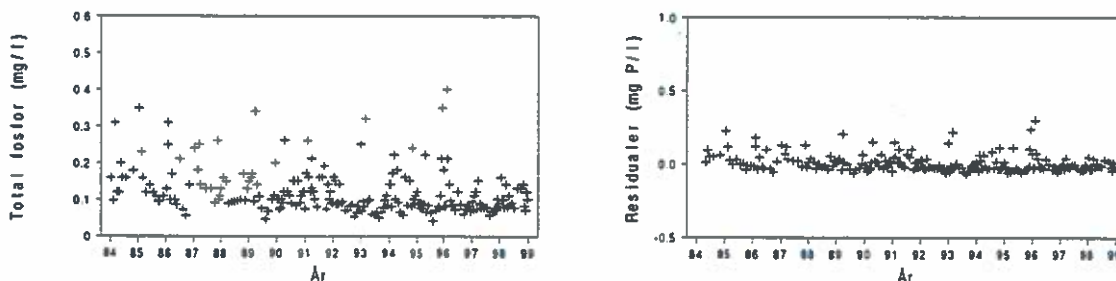 Total fosfor (mg/l)
0.6
0.5
0.4
0.3
0.2
0.1
0
84 85 86 87 88 89 90 91 92 93 94 95 96 97 98 99
År
Residualer (mg P/l)
1.0
0.5
0.0
-0.5
84 85 86 87 88 89 90 91 92 93 94 95 96 97 98
År